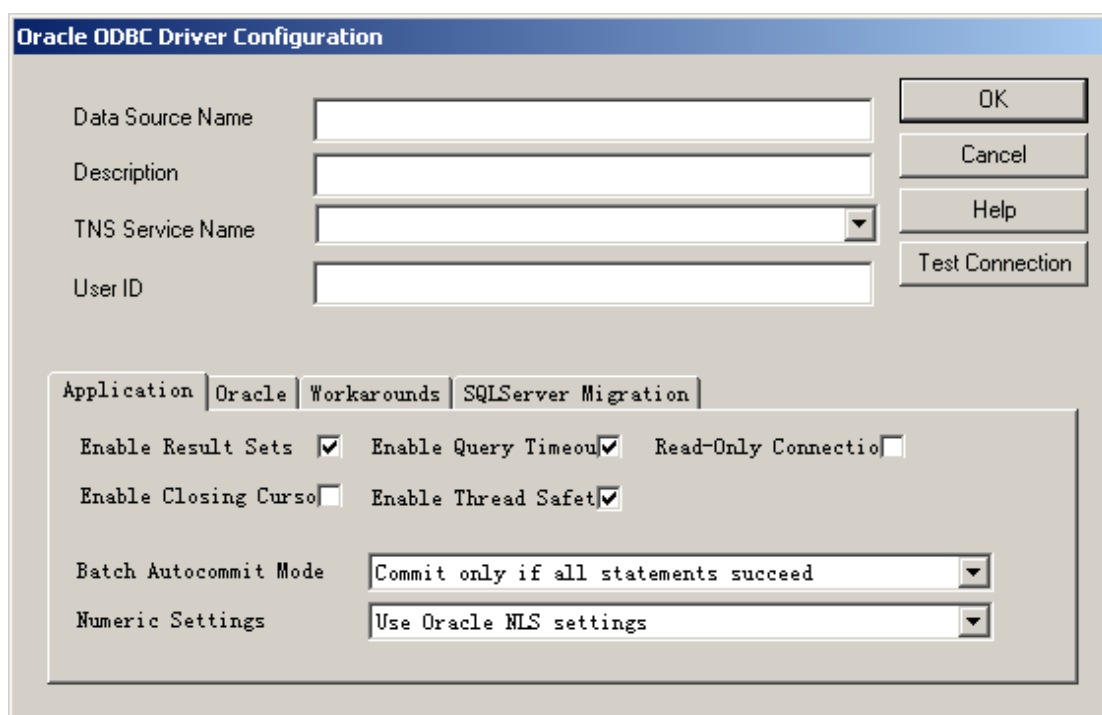 Oracle ODBC Driver Configuration
Data Source Name
OK
Description
Cancel
TNS Service Name
Help
User ID
Test Connection
Application Oracle Workarounds SQLServer Migration
Enable Result Sets Enable Query Timeou Read-Only Connectio
Enable Closing Curso Enable Thread Safet
Batch Autocommit Mode Commit only if all statements succeed
Numeric Settings Use Oracle NLS settings